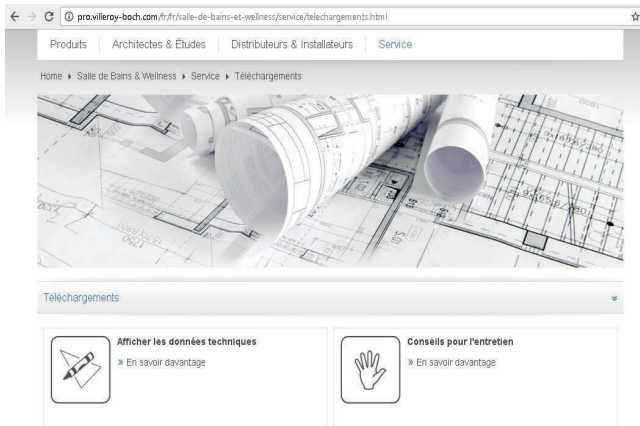 pro.villeroy-boch.com/fr/fr/salle-de-bains-et-wellness/service/telechargements.html
Produits Architectes & Études Distributeurs & Installateurs Service
Home ▸ Salle de Bains & Wellness ▸ Service ▸ Téléchargements
Téléchargements
Afficher les données techniques
» En savoir davantage
Conseils pour l'entretien
» En savoir davantage